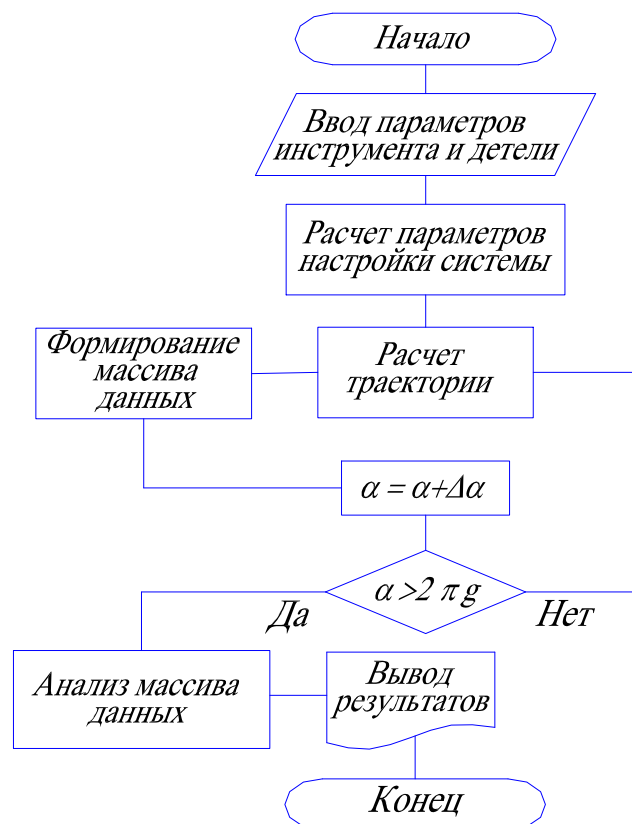 Начало
Ввод параметров
инструмента и детели
Расчет параметров
настройки системы
Формирование
массива
данных
Расчет
траектории
α = α+Δα
α >2 π g
Да
Нет
Анализ массива
данных
Вывод
результатов
Конец